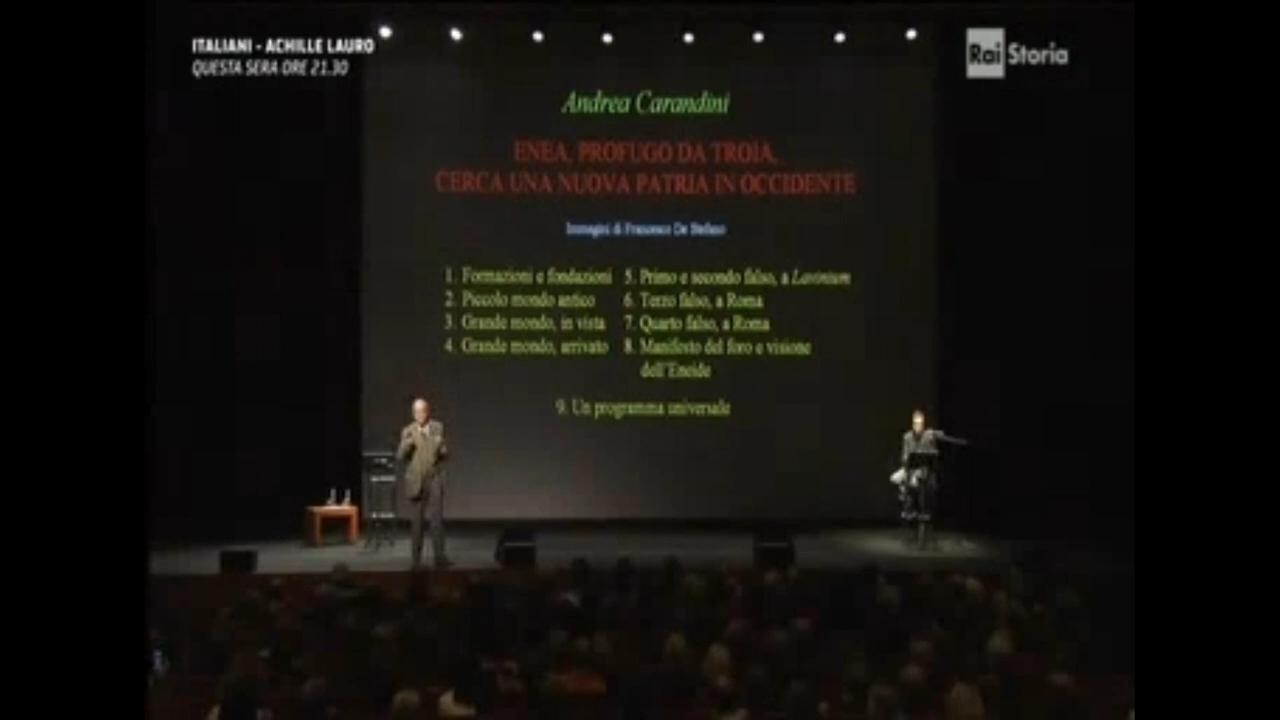 ITALIANI - ACHILLE LAURO
QUESTA SERA ORE 21.30
Rai Storia
Andrea Carandini
ENEA, PROFUGO DA TROIA,
CERCA UNA NUOVA PATRIA IN OCCIDENTE
Immagini di Francesco De Stefano
1. Formazioni e fondazioni
2. Piccolo mondo antico
3. Grande mondo, in vista
4. Grande mondo, arrivato
5. Primo e secondo falso, a Lavinium
6. Terzo falso, a Roma
7. Quarto falso, a Roma
8. Manifesto del foro e visione
dell'Eneide
9. Un programma universale